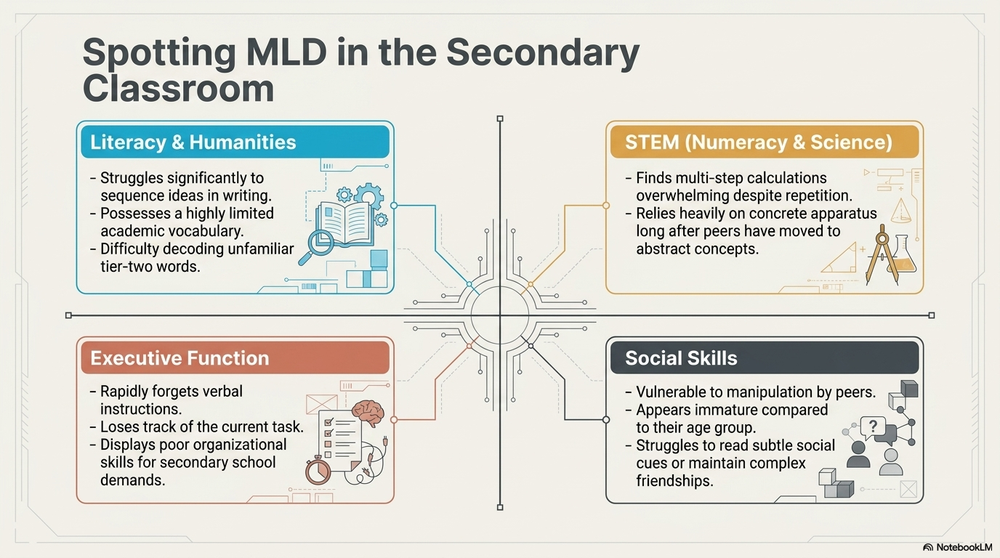 Spotting MLD in the Secondary
Classroom
Literacy & Humanities
– Struggles significantly to
sequence ideas in writing.
– Possesses a highly limited
academic vocabulary.
– Difficulty decoding unfamiliar
tier-two words.
STEM (Numeracy & Science)
– Finds multi-step calculations
overwhelming despite repetition.
– Relies heavily on concrete apparatus
long after peers have moved to
abstract concepts.
Executive Function
– Rapidly forgets verbal
instructions.
– Loses track of the current task.
– Displays poor organizational
skills for secondary school
demands.
Social Skills
– Vulnerable to manipulation by peers.
– Appears immature compared
to their age group.
– Struggles to read subtle social
cues or maintain complex
friendships.
?
NotebookLM